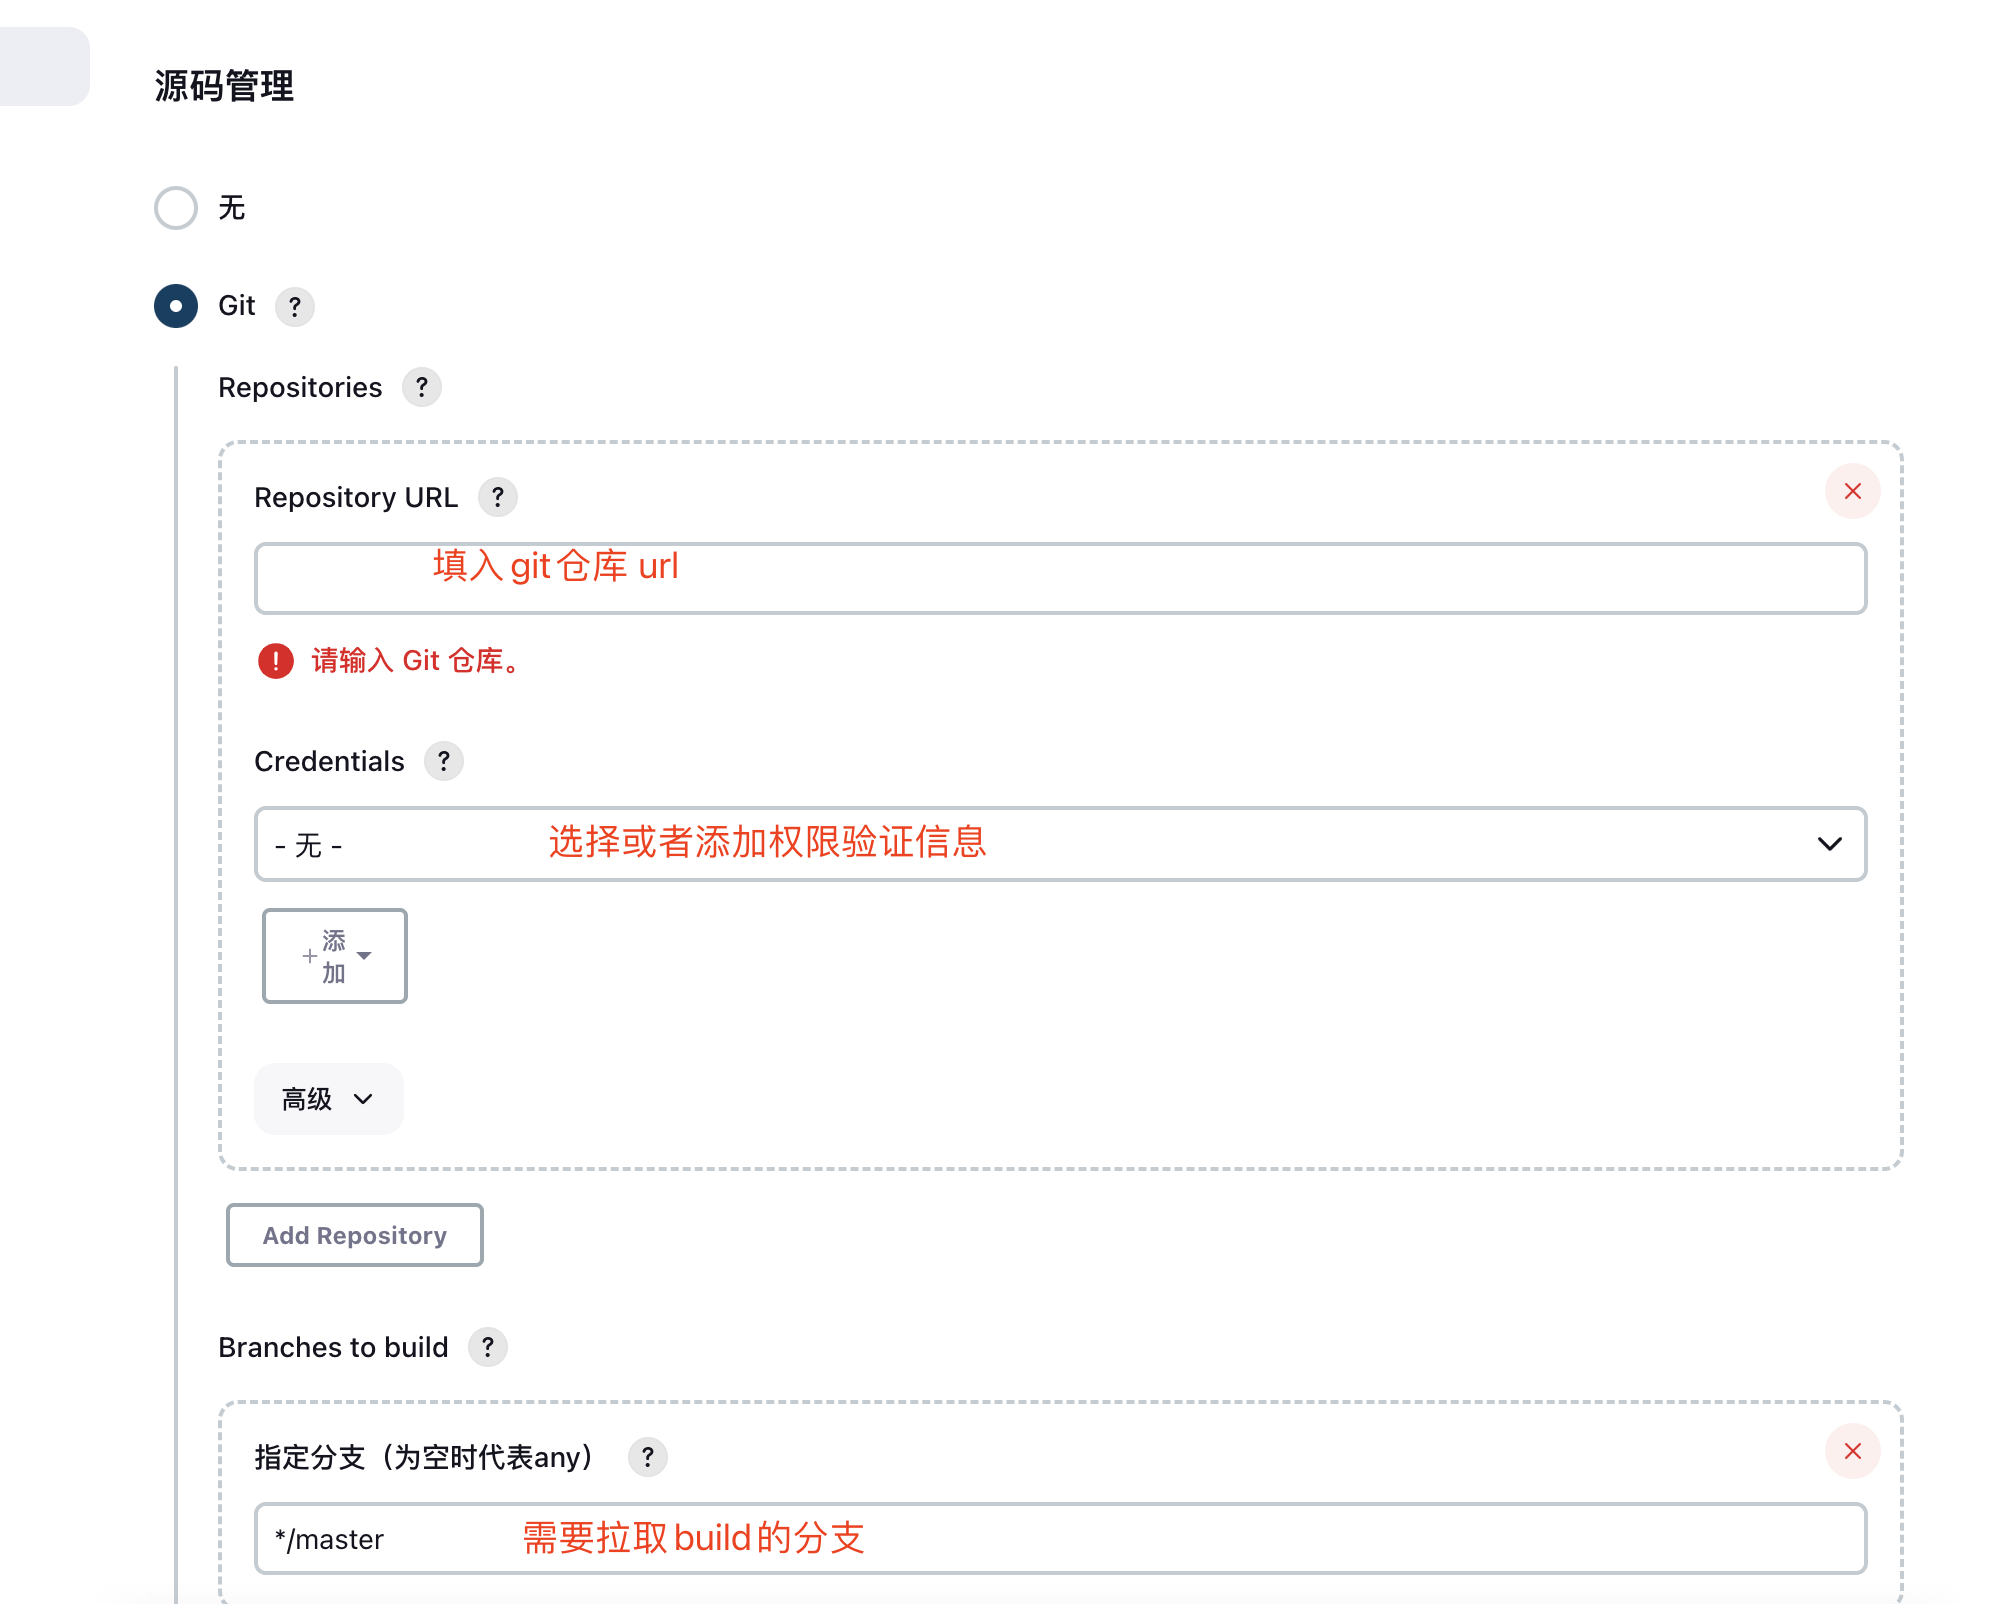 源码管理
无
Git ?
Repositories ?
Repository URL ?
填入git仓库 url
请输入 Git 仓库。
Credentials ?
- 无 - 选择或者添加权限验证信息
+ 添
加
高级
Add Repository
Branches to build ?
指定分支（为空时代表any） ?
*/master 需要拉取build的分支